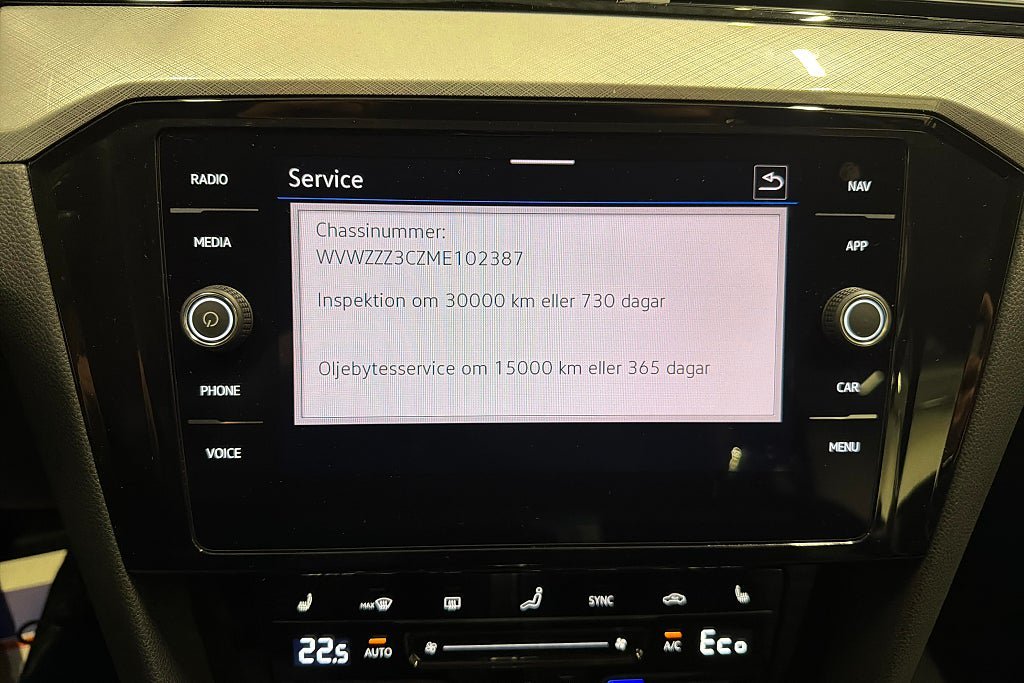 RADIO
MEDIA
PHONE
VOICE
Service
Chassinummer:
WVWZZZ3CZME102387
Inspektion om 30000 km eller 730 dagar
Oljebytesservice om 15000 km eller 365 dagar
NAV
APP
CAR
MENU
MAX
SYNC
22.5
AUTO
A/C
Eco